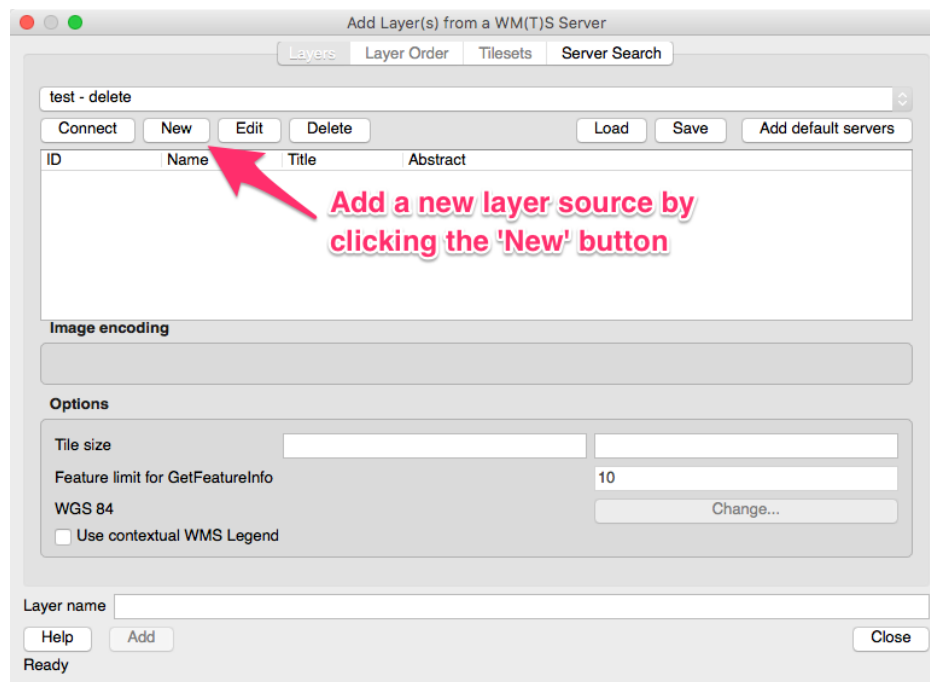 Add Layer(s) from a WM(T)S Server
Layers Layer Order Tilesets Server Search
test - delete
Connect New Edit Delete Load Save Add default servers
ID Name Title Abstract
Add a new layer source by
clicking the 'New' button
Image encoding
Options
Tile size
Feature limit for GetFeatureInfo 10
WGS 84 Change...
Use contextual WMS Legend
Layer name
Help Add Close
Ready